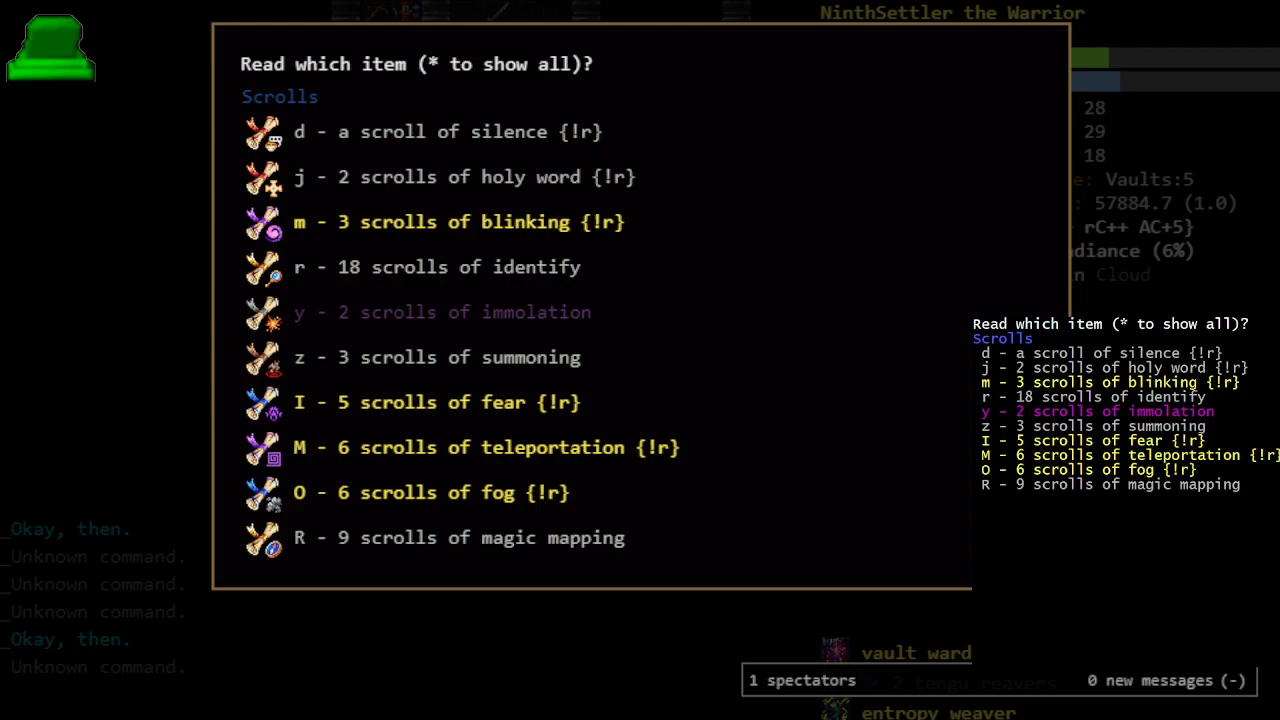 NinthSettler the Warrior
Read which item (* to show all)?
Scrolls
d - a scroll of silence {!r}
j - 2 scrolls of holy word {!r}
m - 3 scrolls of blinking {!r}
r - 18 scrolls of identify
y - 2 scrolls of immolation
z - 3 scrolls of summoning
I - 5 scrolls of fear {!r}
M - 6 scrolls of teleportation {!r}
O - 6 scrolls of fog {!r}
R - 9 scrolls of magic mapping
28
29
18
e: Vaults:5
: 57884.7 (1.0)
rC++ AC+5}
diance (6%)
n Cloud
Read which item (* to show all)?
Scrolls
d - a scroll of silence {!r}
j - 2 scrolls of holy word {!r}
m - 3 scrolls of blinking {!r}
r - 18 scrolls of identify
y - 2 scrolls of immolation
z - 3 scrolls of summoning
I - 5 scrolls of fear {!r}
M - 6 scrolls of teleportation {!r}
O - 6 scrolls of fog {!r}
R - 9 scrolls of magic mapping
_Okay, then.
_Unknown command.
_Unknown command.
_Unknown command.
_Okay, then.
_Unknown command.
vault ward
1 spectators
2 tengu reavers
0 new messages (-)
entropy weaver